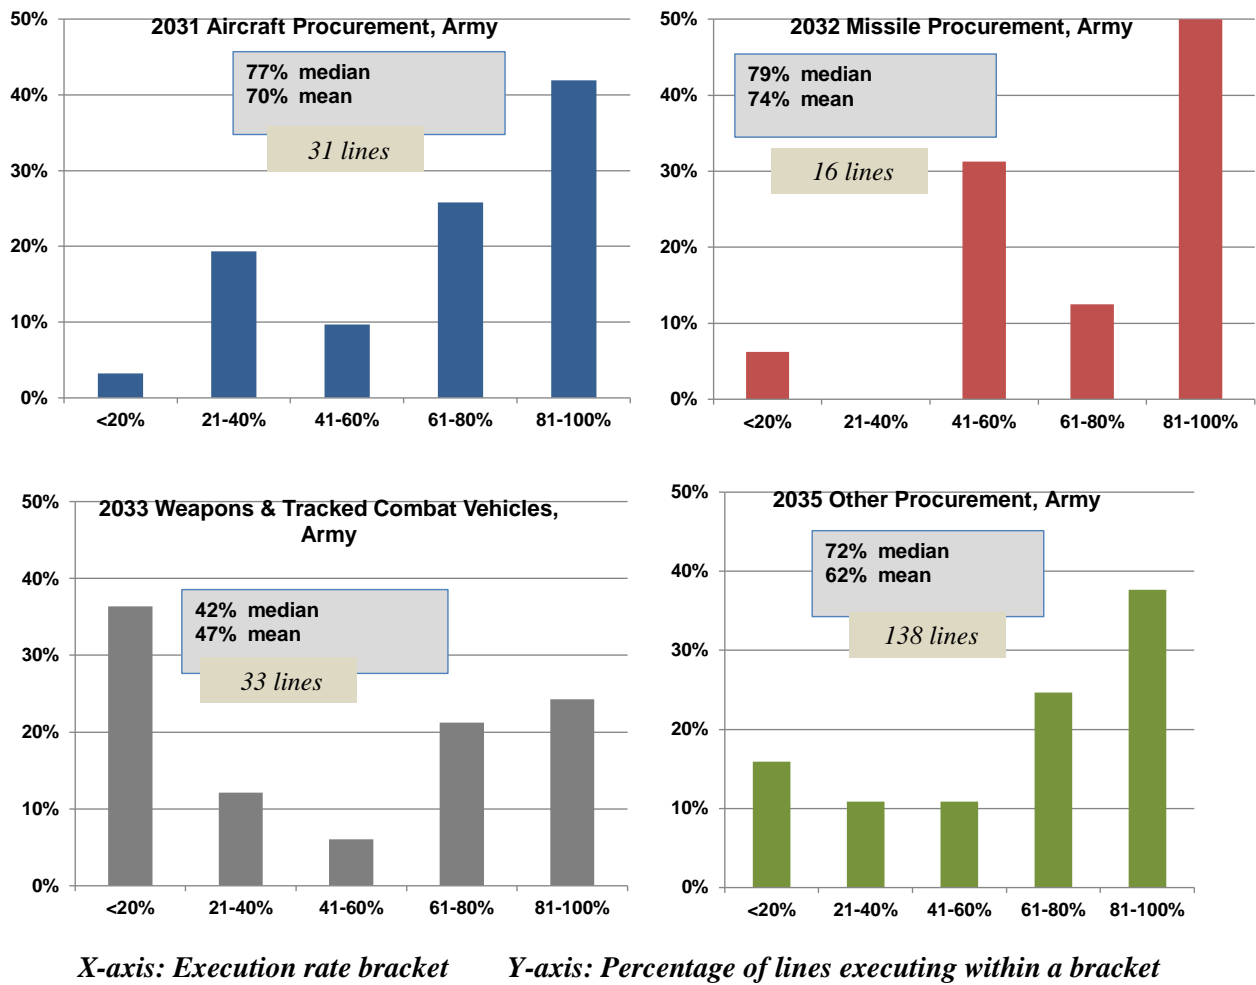 2031 Aircraft Procurement, Army
50%
40%
30%
20%
10%
0%
77% median
70% mean
31 lines
<20%
21-40%
41-60%
61-80%
81-100%
2032 Missile Procurement, Army
50%
40%
30%
20%
10%
0%
79% median
74% mean
16 lines
<20%
21-40%
41-60%
61-80%
81-100%
2033 Weapons & Tracked Combat Vehicles,
Army
50%
40%
30%
20%
10%
0%
42% median
47% mean
33 lines
<20%
21-40%
41-60%
61-80%
81-100%
2035 Other Procurement, Army
50%
40%
30%
20%
10%
0%
72% median
62% mean
138 lines
<20%
21-40%
41-60%
61-80%
81-100%
X-axis: Execution rate bracket
Y-axis: Percentage of lines executing within a bracket